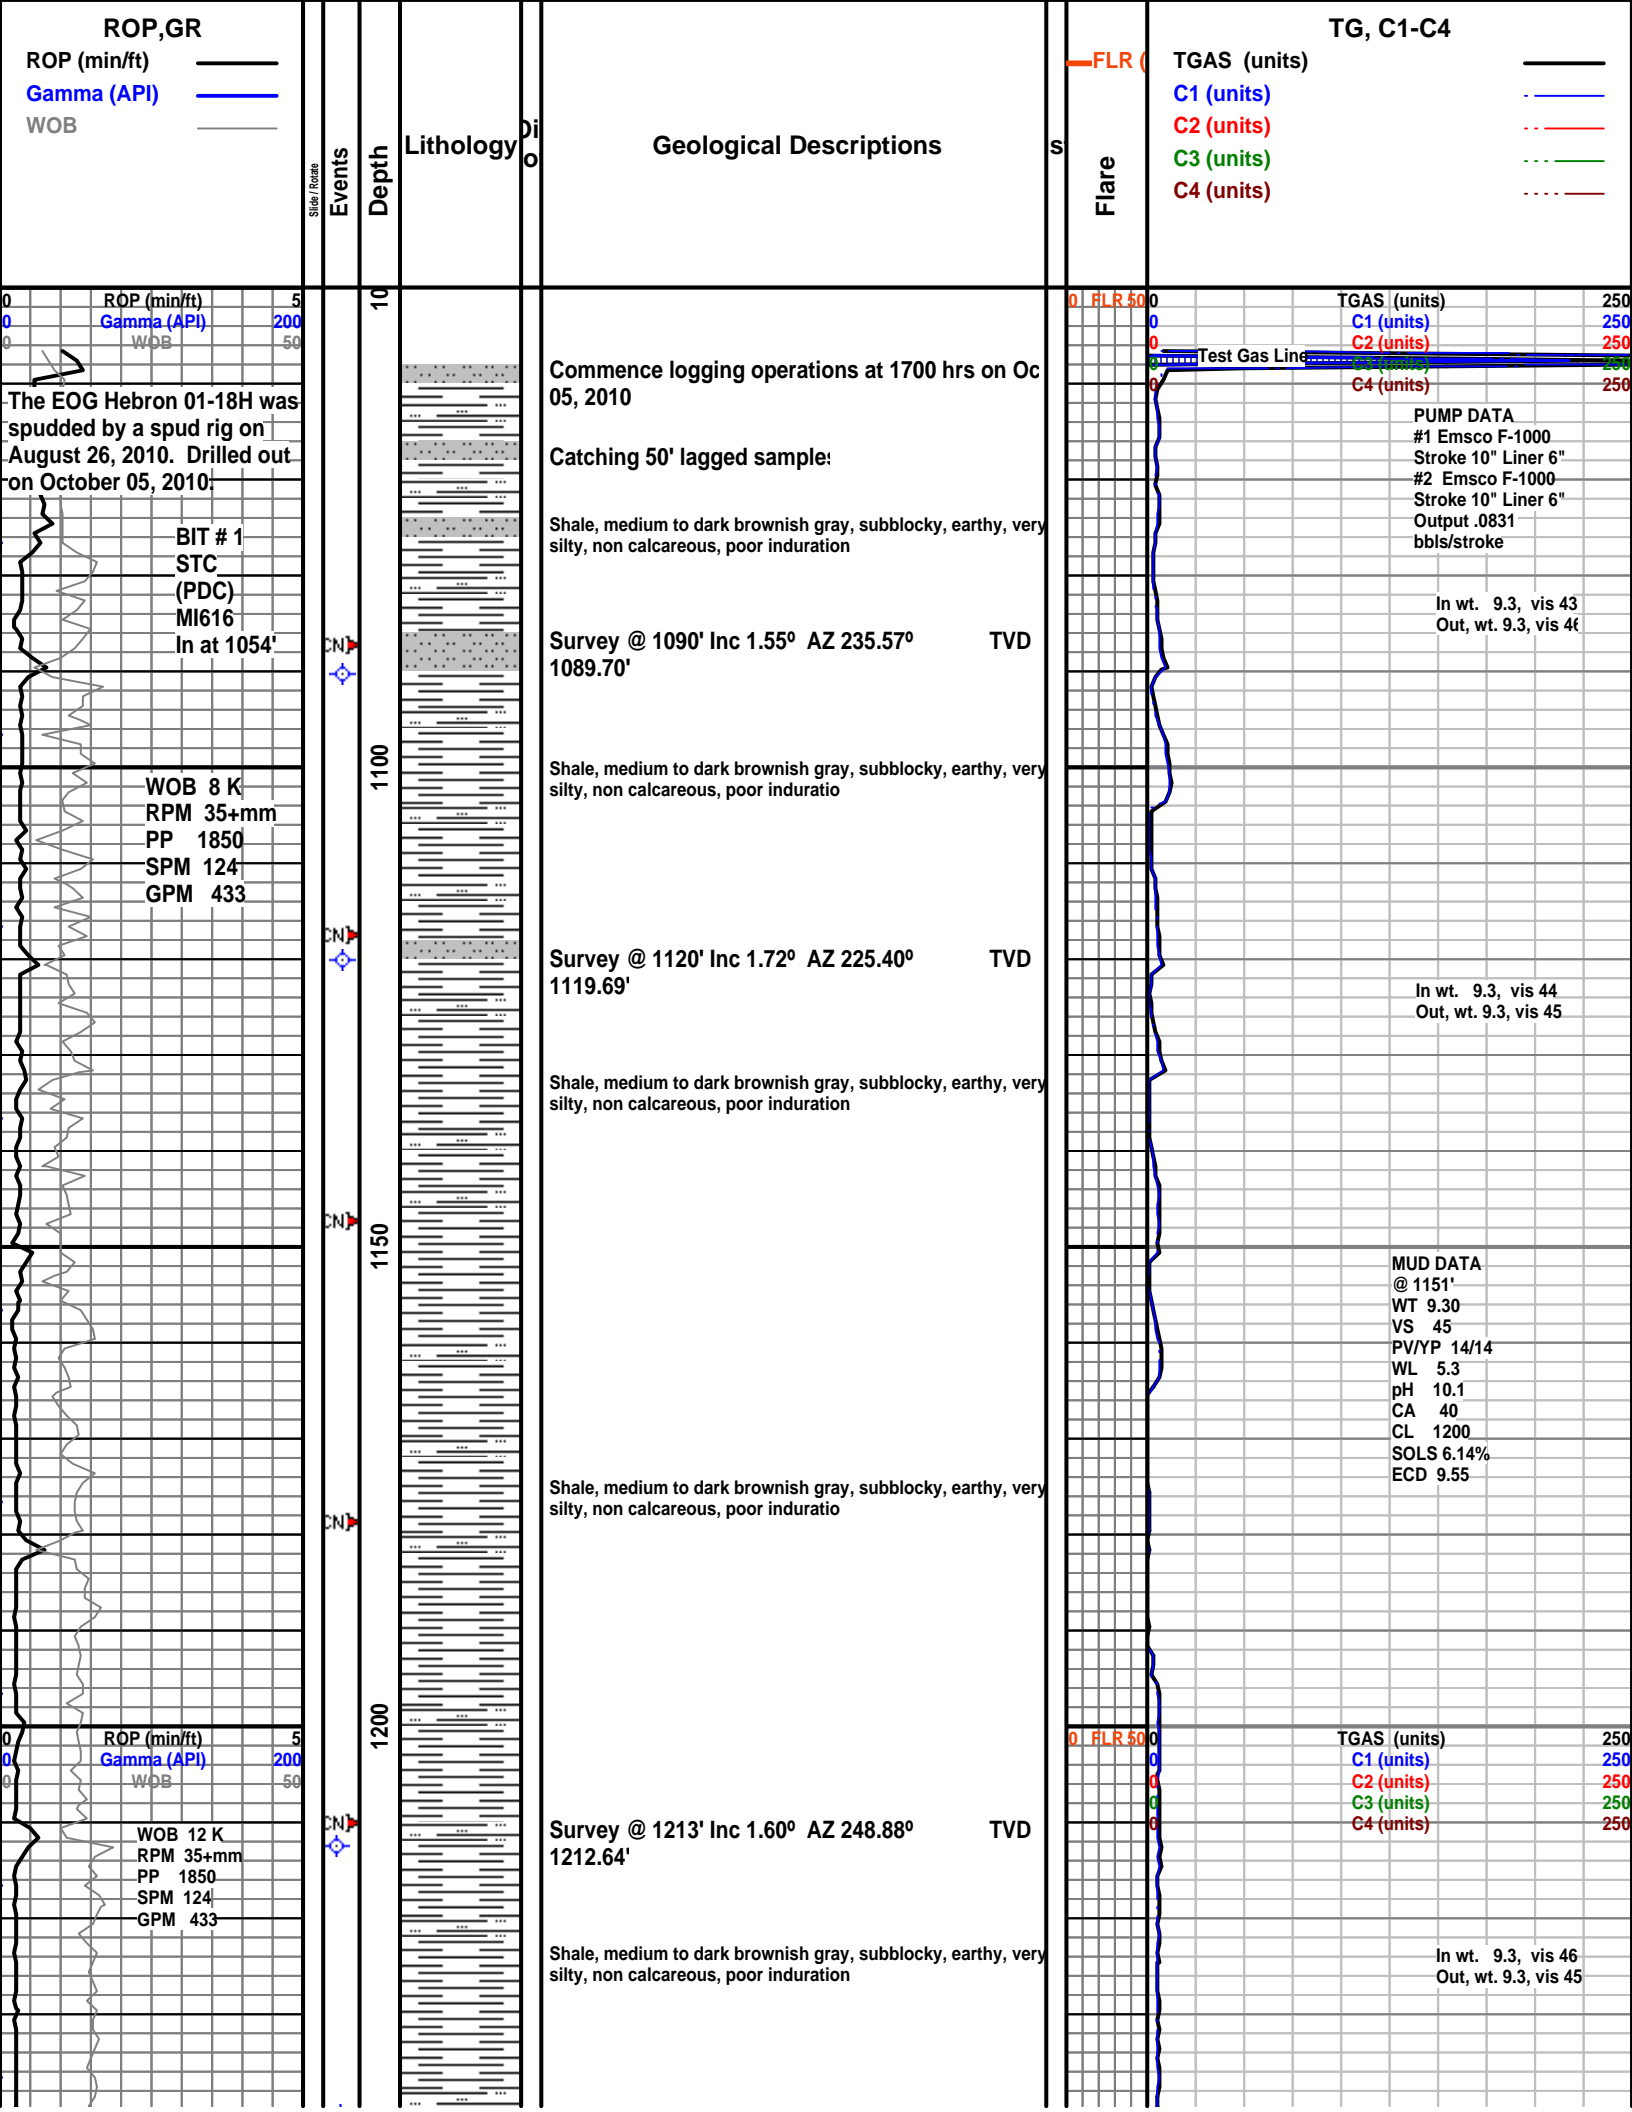 ROP,GR
ROP (min/ft)
Gamma (API)
WOB
Slide / Rotate
Events
Depth
Lithology
Di
o
Geological Descriptions
s
FLR (
Flare
TG, C1-C4
TGAS (units)
C1 (units)
C2 (units)
C3 (units)
C4 (units)
0 ROP (min/ft) 5
0 Gamma (API) 200
0 WOB 50
10
0 FLR 50
0 TGAS (units) 250
0 C1 (units) 250
0 C2 (units) 250
0 C3 (units) 250
0 C4 (units) 250
Test Gas Line
The EOG Hebron 01-18H was
spudded by a spud rig on
August 26, 2010. Drilled out
on October 05, 2010.
Commence logging operations at 1700 hrs on Oc
05, 2010
Catching 50' lagged samples
PUMP DATA
#1 Emsco F-1000
Stroke 10" Liner 6"
#2 Emsco F-1000
Stroke 10" Liner 6"
Output .0831
bbls/stroke
Shale, medium to dark brownish gray, subblocky, earthy, very
silty, non calcareous, poor induration
BIT # 1
STC
(PDC)
MI616
In at 1054'
In wt. 9.3, vis 43
Out, wt. 9.3, vis 46
CN]
Survey @ 1090' Inc 1.55º AZ 235.57º TVD
1089.70'
1100
Shale, medium to dark brownish gray, subblocky, earthy, very
silty, non calcareous, poor induratio
WOB 8 K
RPM 35+mm
PP 1850
SPM 124
GPM 433
CN]
Survey @ 1120' Inc 1.72º AZ 225.40º TVD
1119.69'
In wt. 9.3, vis 44
Out, wt. 9.3, vis 45
Shale, medium to dark brownish gray, subblocky, earthy, very
silty, non calcareous, poor induration
CN]
1150
MUD DATA
@ 1151'
WT 9.30
VS 45
PV/YP 14/14
WL 5.3
pH 10.1
CA 40
CL 1200
SOLS 6.14%
ECD 9.55
Shale, medium to dark brownish gray, subblocky, earthy, very
silty, non calcareous, poor induratio
CN]
1200
0 ROP (min/ft) 5
0 Gamma (API) 200
0 WOB 50
0 FLR 50
0 TGAS (units) 250
0 C1 (units) 250
0 C2 (units) 250
0 C3 (units) 250
0 C4 (units) 250
CN]
Survey @ 1213' Inc 1.60º AZ 248.88º TVD
1212.64'
WOB 12 K
RPM 35+mm
PP 1850
SPM 124
GPM 433
Shale, medium to dark brownish gray, subblocky, earthy, very
silty, non calcareous, poor induration
In wt. 9.3, vis 46
Out, wt. 9.3, vis 45